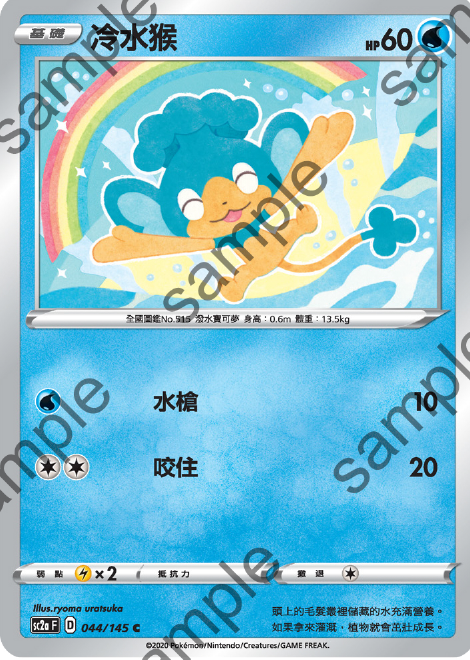 基礎 冷水猴 HP60
全國圖鑑No.515 潑水寶可夢 身高：0.6m 體重：13.5kg
水槍 10
咬住 20
弱點 ×2 抵抗力 撤退
Illus.ryoma uratsuka
sc2a F D 044/145 C
頭上的毛髮叢裡儲藏的水充滿營養。
如果拿來灌溉，植物就會茁壯成長。
©2020 Pokémon/Nintendo/Creatures/GAME FREAK.
sample
sample
sample
sample
sample